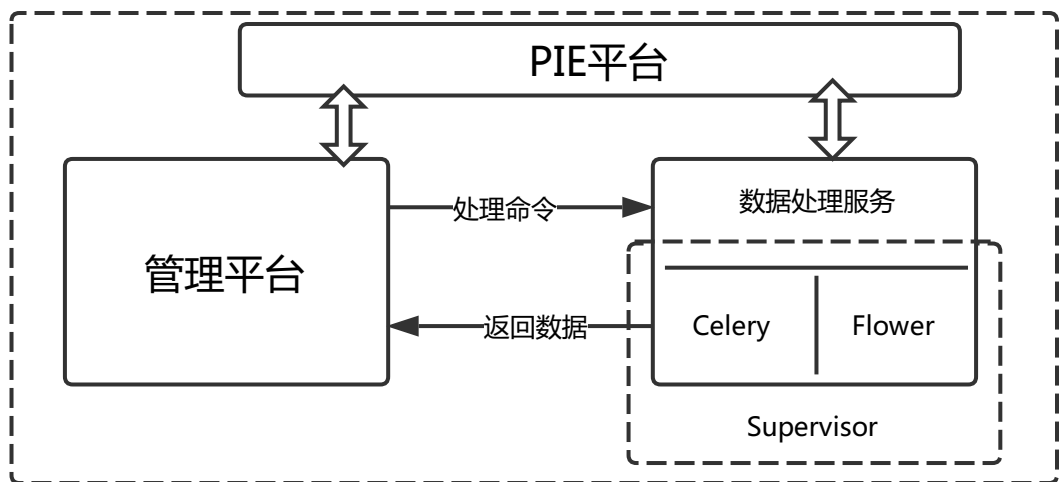 PIE平台
处理命令
数据处理服务
管理平台
返回数据
Celery
Flower
Supervisor